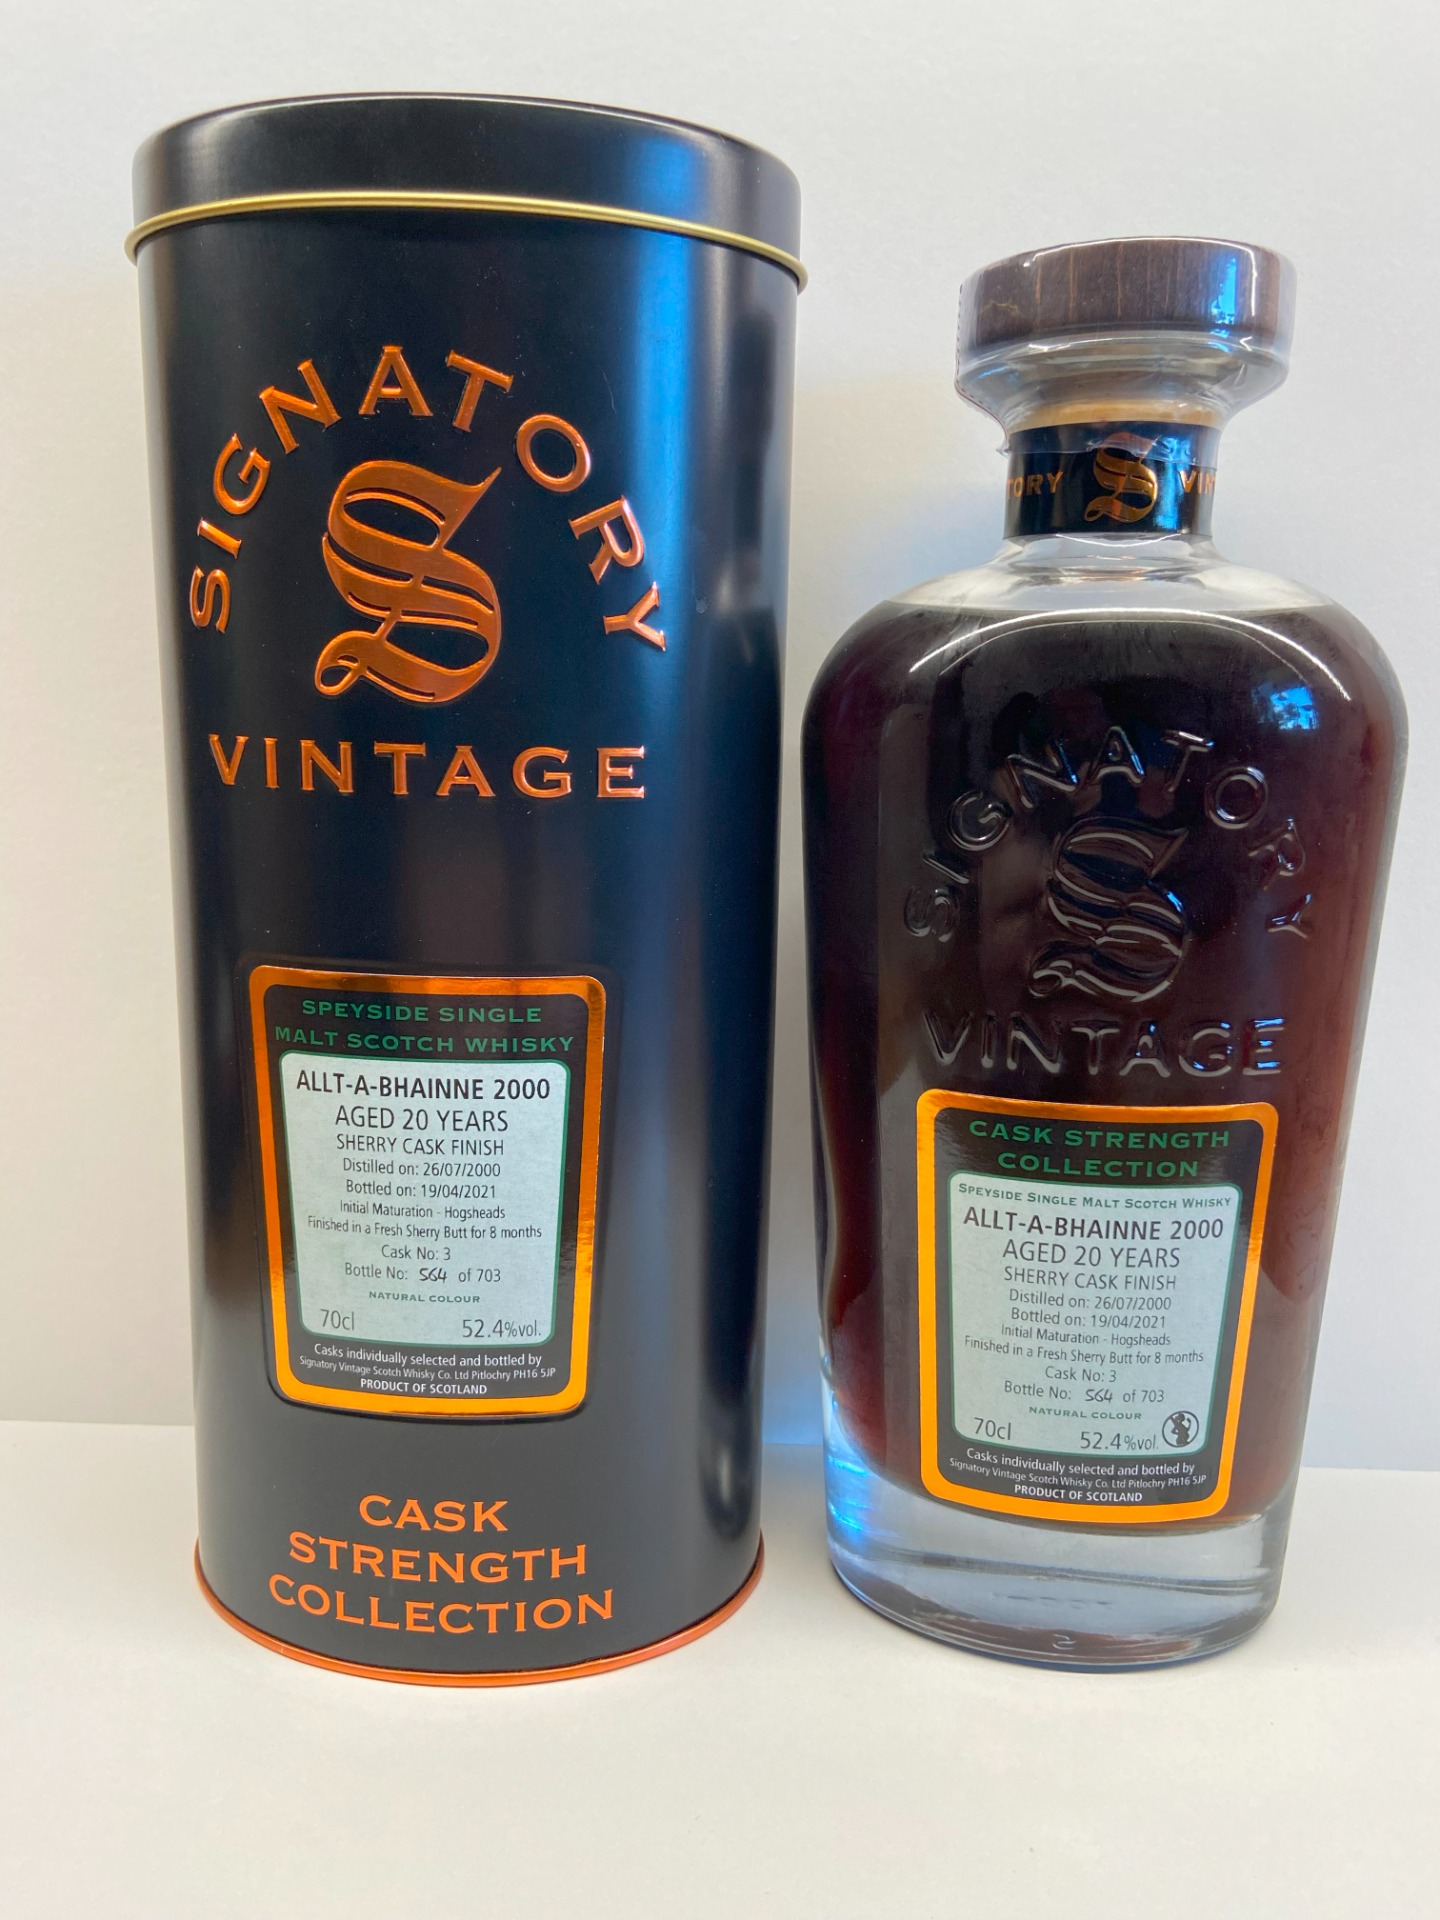 SIGNATORY
S
VINTAGE
SPEYSIDE SINGLE
MALT SCOTCH WHISKY
ALLT-A-BHAINNE 2000
AGED 20 YEARS
SHERRY CASK FINISH
Distilled on: 26/07/2000
Bottled on: 19/04/2021
Initial Maturation - Hogsheads
Finished in a Fresh Sherry Butt for 8 months
Cask No: 3
Bottle No: 564 of 703
NATURAL COLOUR
70cl 52.4%vol.
Casks individually selected and bottled by
Signatory Vintage Scotch Whisky Co. Ltd Pitlochry PH16 5JP
PRODUCT OF SCOTLAND
CASK
STRENGTH
COLLECTION
TORY S VIN
SIGNATORY
S
VINTAGE
CASK STRENGTH
COLLECTION
SPEYSIDE SINGLE MALT SCOTCH WHISKY
ALLT-A-BHAINNE 2000
AGED 20 YEARS
SHERRY CASK FINISH
Distilled on: 26/07/2000
Bottled on: 19/04/2021
Initial Maturation - Hogsheads
Finished in a Fresh Sherry Butt for 8 months
Cask No: 3
Bottle No: 564 of 703
NATURAL COLOUR
70cl 52.4%vol.
Casks individually selected and bottled by
Signatory Vintage Scotch Whisky Co. Ltd Pitlochry PH16 5JP
PRODUCT OF SCOTLAND